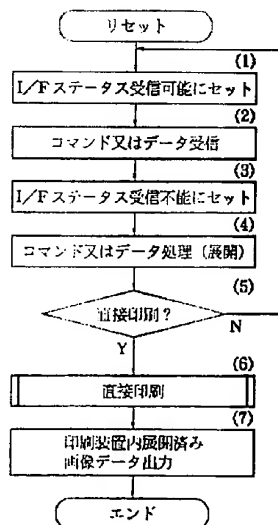 リセット
(1)
I/Fステータス受信可能にセット
(2)
コマンド又はデータ受信
(3)
I/Fステータス受信不能にセット
(4)
コマンド又はデータ処理(展開)
(5)
直接印刷?
N
Y
(6)
直接印刷
(7)
印刷装置内展開済み
画像データ出力
エンド